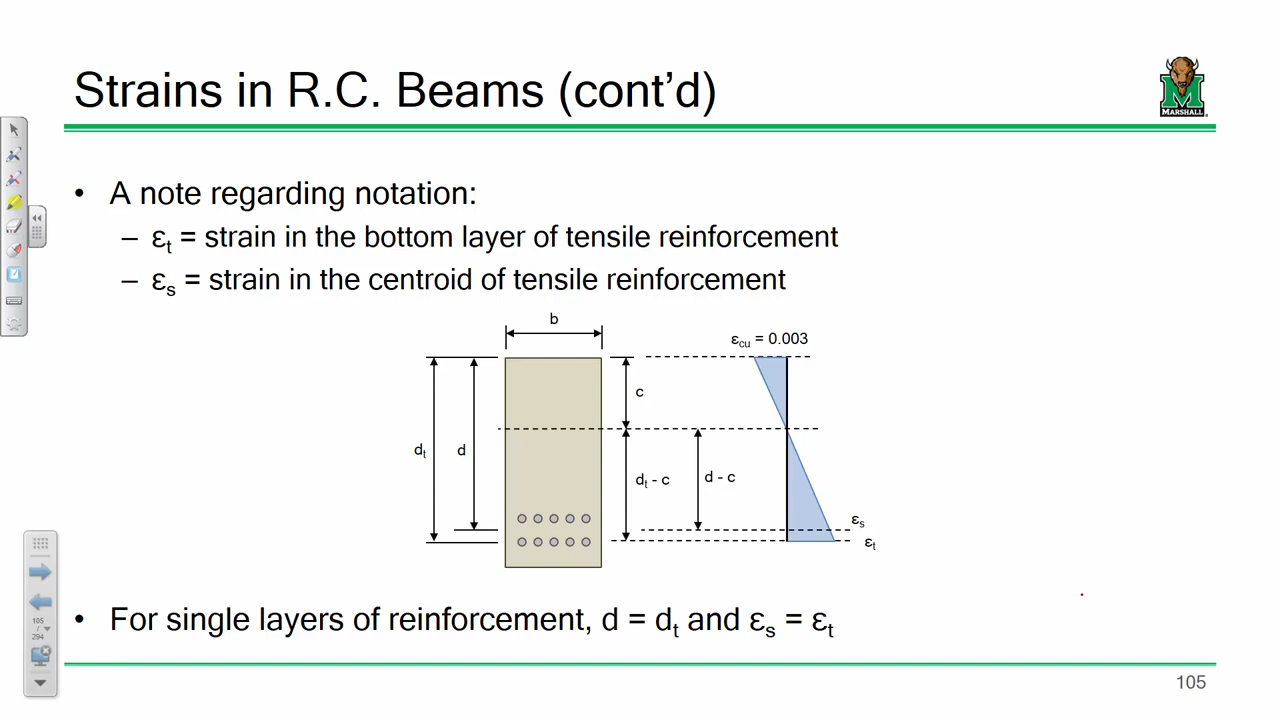 Strains in R.C. Beams (cont’d)
MARSHALL
• A note regarding notation:
– εt = strain in the bottom layer of tensile reinforcement
– εs = strain in the centroid of tensile reinforcement
b
εcu = 0.003
c
dt
d
dt - c
d - c
εs
εt
• For single layers of reinforcement, d = dt and εs = εt
105
/
294
105